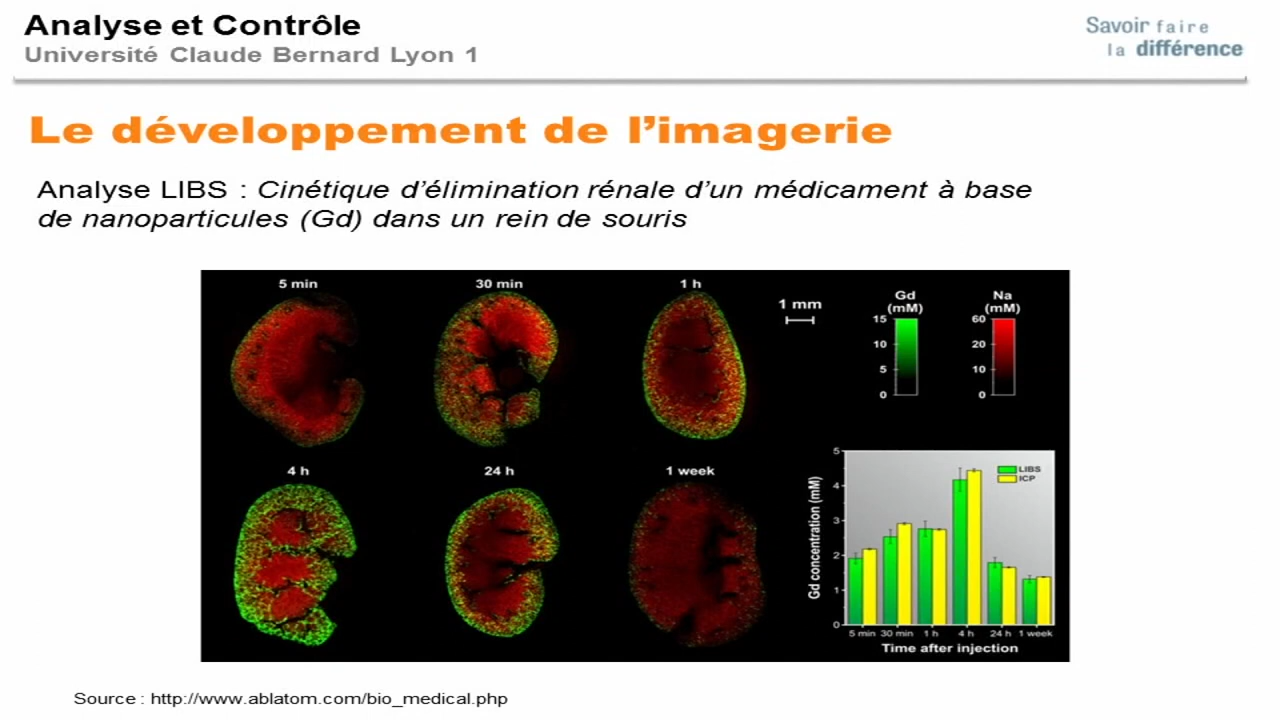 Analyse et Contrôle
Université Claude Bernard Lyon 1
Savoir faire
la différence
Le développement de l'imagerie
Analyse LIBS : Cinétique d'élimination rénale d'un médicament à base
de nanoparticules (Gd) dans un rein de souris
5 min
30 min
1 h
1 mm
Gd
(mM)
15
10
5
0
Na
(mM)
60
20
10
0
4 h
24 h
1 week
Gd concentration (mM)
5
4
3
2
1
0
LIBS
ICP
5 min 30 min 1 h 4 h 24 h 1 week
Time after injection
Source : http://www.ablatom.com/bio_medical.php